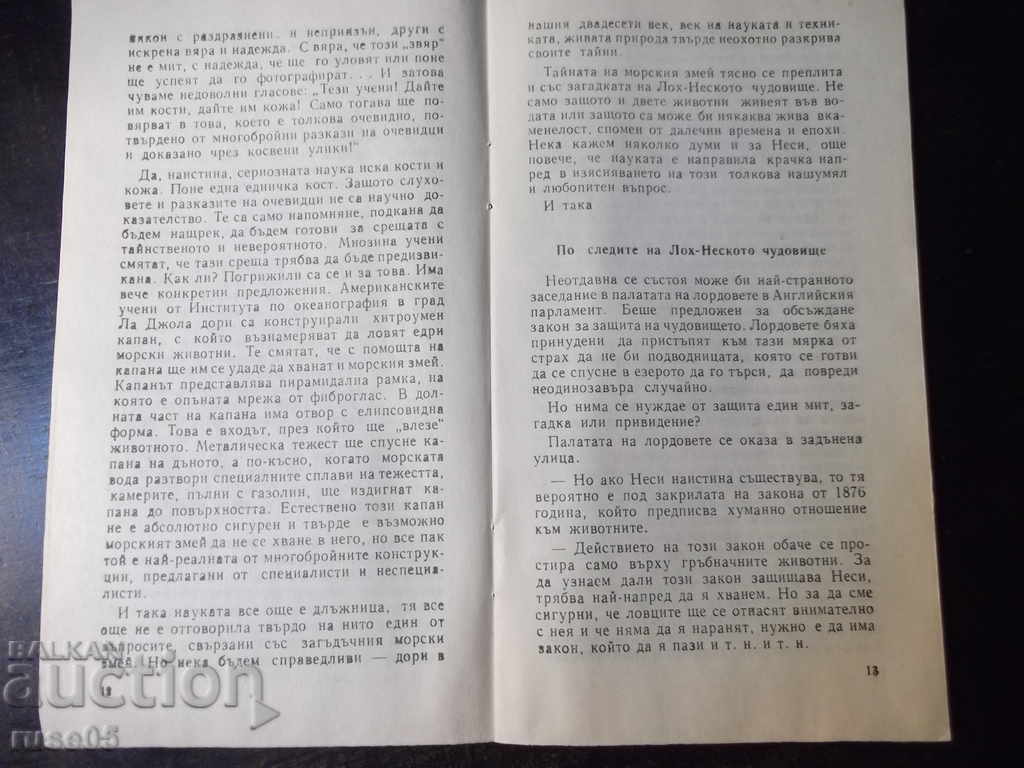 някои с раздразнени и неприязън, други е
искрена вяра и надежда. С вяра, че този „звяр"
не е мит, с надежда, че ще го уловят или поне
ще успеят да го фотографират. . . И затова
чуваме недоволни гласове: „Тези учени! Дайте
им кости, дайте им кожа! Само тогава ще по-
вярват в това, което е толкова очевидно, по-
твърдено от многобройни разкази на очевидци
и доказано чрез косвени улики!"
Да, наистина, сериозната наука иска кости и
кожа. Поне една единичка кост. Защото слухо-
вете и разказите на очевидци не са научно до-
казателство. Те са само напомняне, подкана да
бъдем нащрек, да бъдем готови за срещата с
тайнственото и невероятното. Мнозина учени
смятат, че тази среща трябва да бъде предизви-
кана. Как ли? Погрижили са се и за това. Има
вече конкретни предложения. Американските
учени от Института по океанография в град
Ла Джола дори са конструирали хитроумен
капан, с който възнамеряват да ловят едри
морски животни. Те смятат, че с помощта на
капана ще им се удаде да хванат и морския змей.
Капанът представлява пирамидална рамка, на
която е опъната мрежа от фиброглас. В дол-
ната част на капана има отвор с елипсовидна
форма. Това е входът, през който ще „влезе"
животното. Металическа тежест ще спусне ка-
пана на дъното, а по-късно, когато морската
вода разтвори специалните сплави на тежестта,
камерите, пълни с газолин, ще издигнат ка-
пана до повърхността. Естествено този капан
не е абсолютно сигурен и твърде е възможно
морският змей да не се хване в него, но все пак
той е най-реалната от многобройните конструк-
ции, предлагани от специалисти и неспециа-
листи.
И така науката все още е длъжница, тя все
още не е отговорила твърдо на нито един от
въпросите, свързани със загадъчния морски
змей. Но нека бъдем справедливи — дори в
BALKAN
auction
ruse05
нашия двадесети век, век на науката и техни-
ката, живата природа твърде неохотно разкрива
своите тайни.
Тайната на морския змей тясно се преплита
и със загадката на Лох-Неското чудовище. Не
само защото и двете животни живеят във во-
дата или защото са може би някаква жива вка-
менелост, спомен от далечни времена и епохи.
Нека кажем няколко думи и за Неси, още
повече, че науката е направила крачка нап-
ред в изясняването на този толкова нашумял
и любопитен въпрос.
И така
По следите на Лох-Неското чудовище
Неотдавна се състоя може би най-странното
заседание в палатата на лордовете в Английския
парламент. Беше предложен за обсъждане
закон за защита на чудовището. Лордовете бяха
принудени да пристъпят към тази мярка от
страх да не би подводницата, която се готви
да се спусне в езерото да го търси, да повреди
неодинозавъра случайно.
Но нима се нуждае от защита един мит, за-
гадка или привидение?
Палатата на лордовете се оказа в задънена
улица.
— Но ако Неси наистина съществува, то тя
вероятно е под закрилата на закона от 1876
година, който предписва хуманно отношение
към животните.
— Действието на този закон обаче се про-
стира само върху гръбначните животни. За
да узнаем дали този закон защищава Неси,
трябва най-напред да я хванем. Но за да сме
сигурни, че ловците ще се отнасят внимателно
с нея и че няма да я наранят, нужно е да има
закон, който да я пази и т. н. и т. н.
13